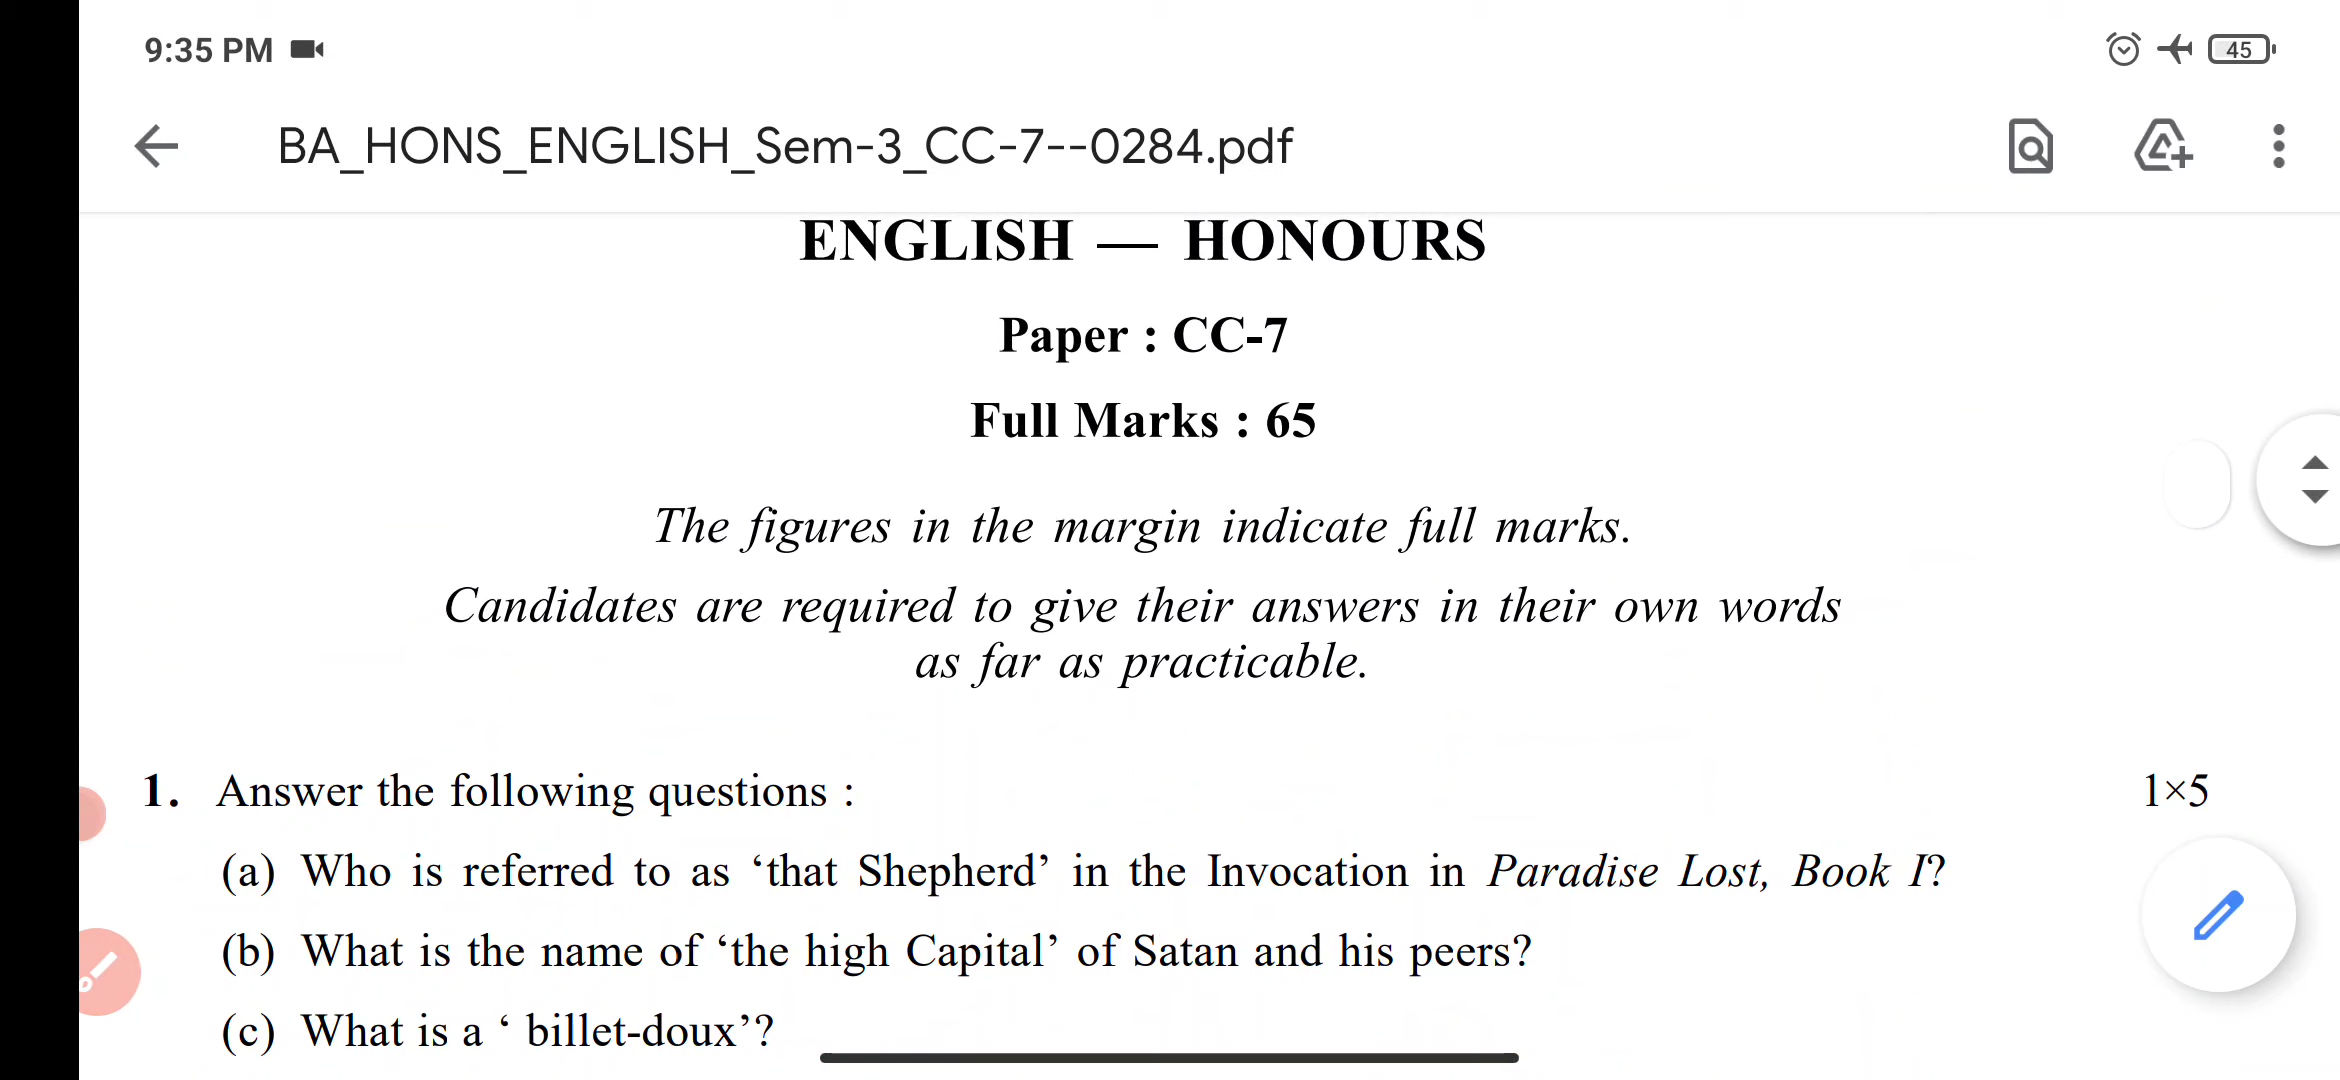 9:35 PM
45
BA_HONS_ENGLISH_Sem-3_CC-7--0284.pdf
ENGLISH — HONOURS
Paper : CC-7
Full Marks : 65
The figures in the margin indicate full marks.
Candidates are required to give their answers in their own words
as far as practicable.
1. Answer the following questions : 1×5
(a) Who is referred to as ‘that Shepherd’ in the Invocation in Paradise Lost, Book I?
(b) What is the name of ‘the high Capital’ of Satan and his peers?
(c) What is a ‘ billet-doux’?